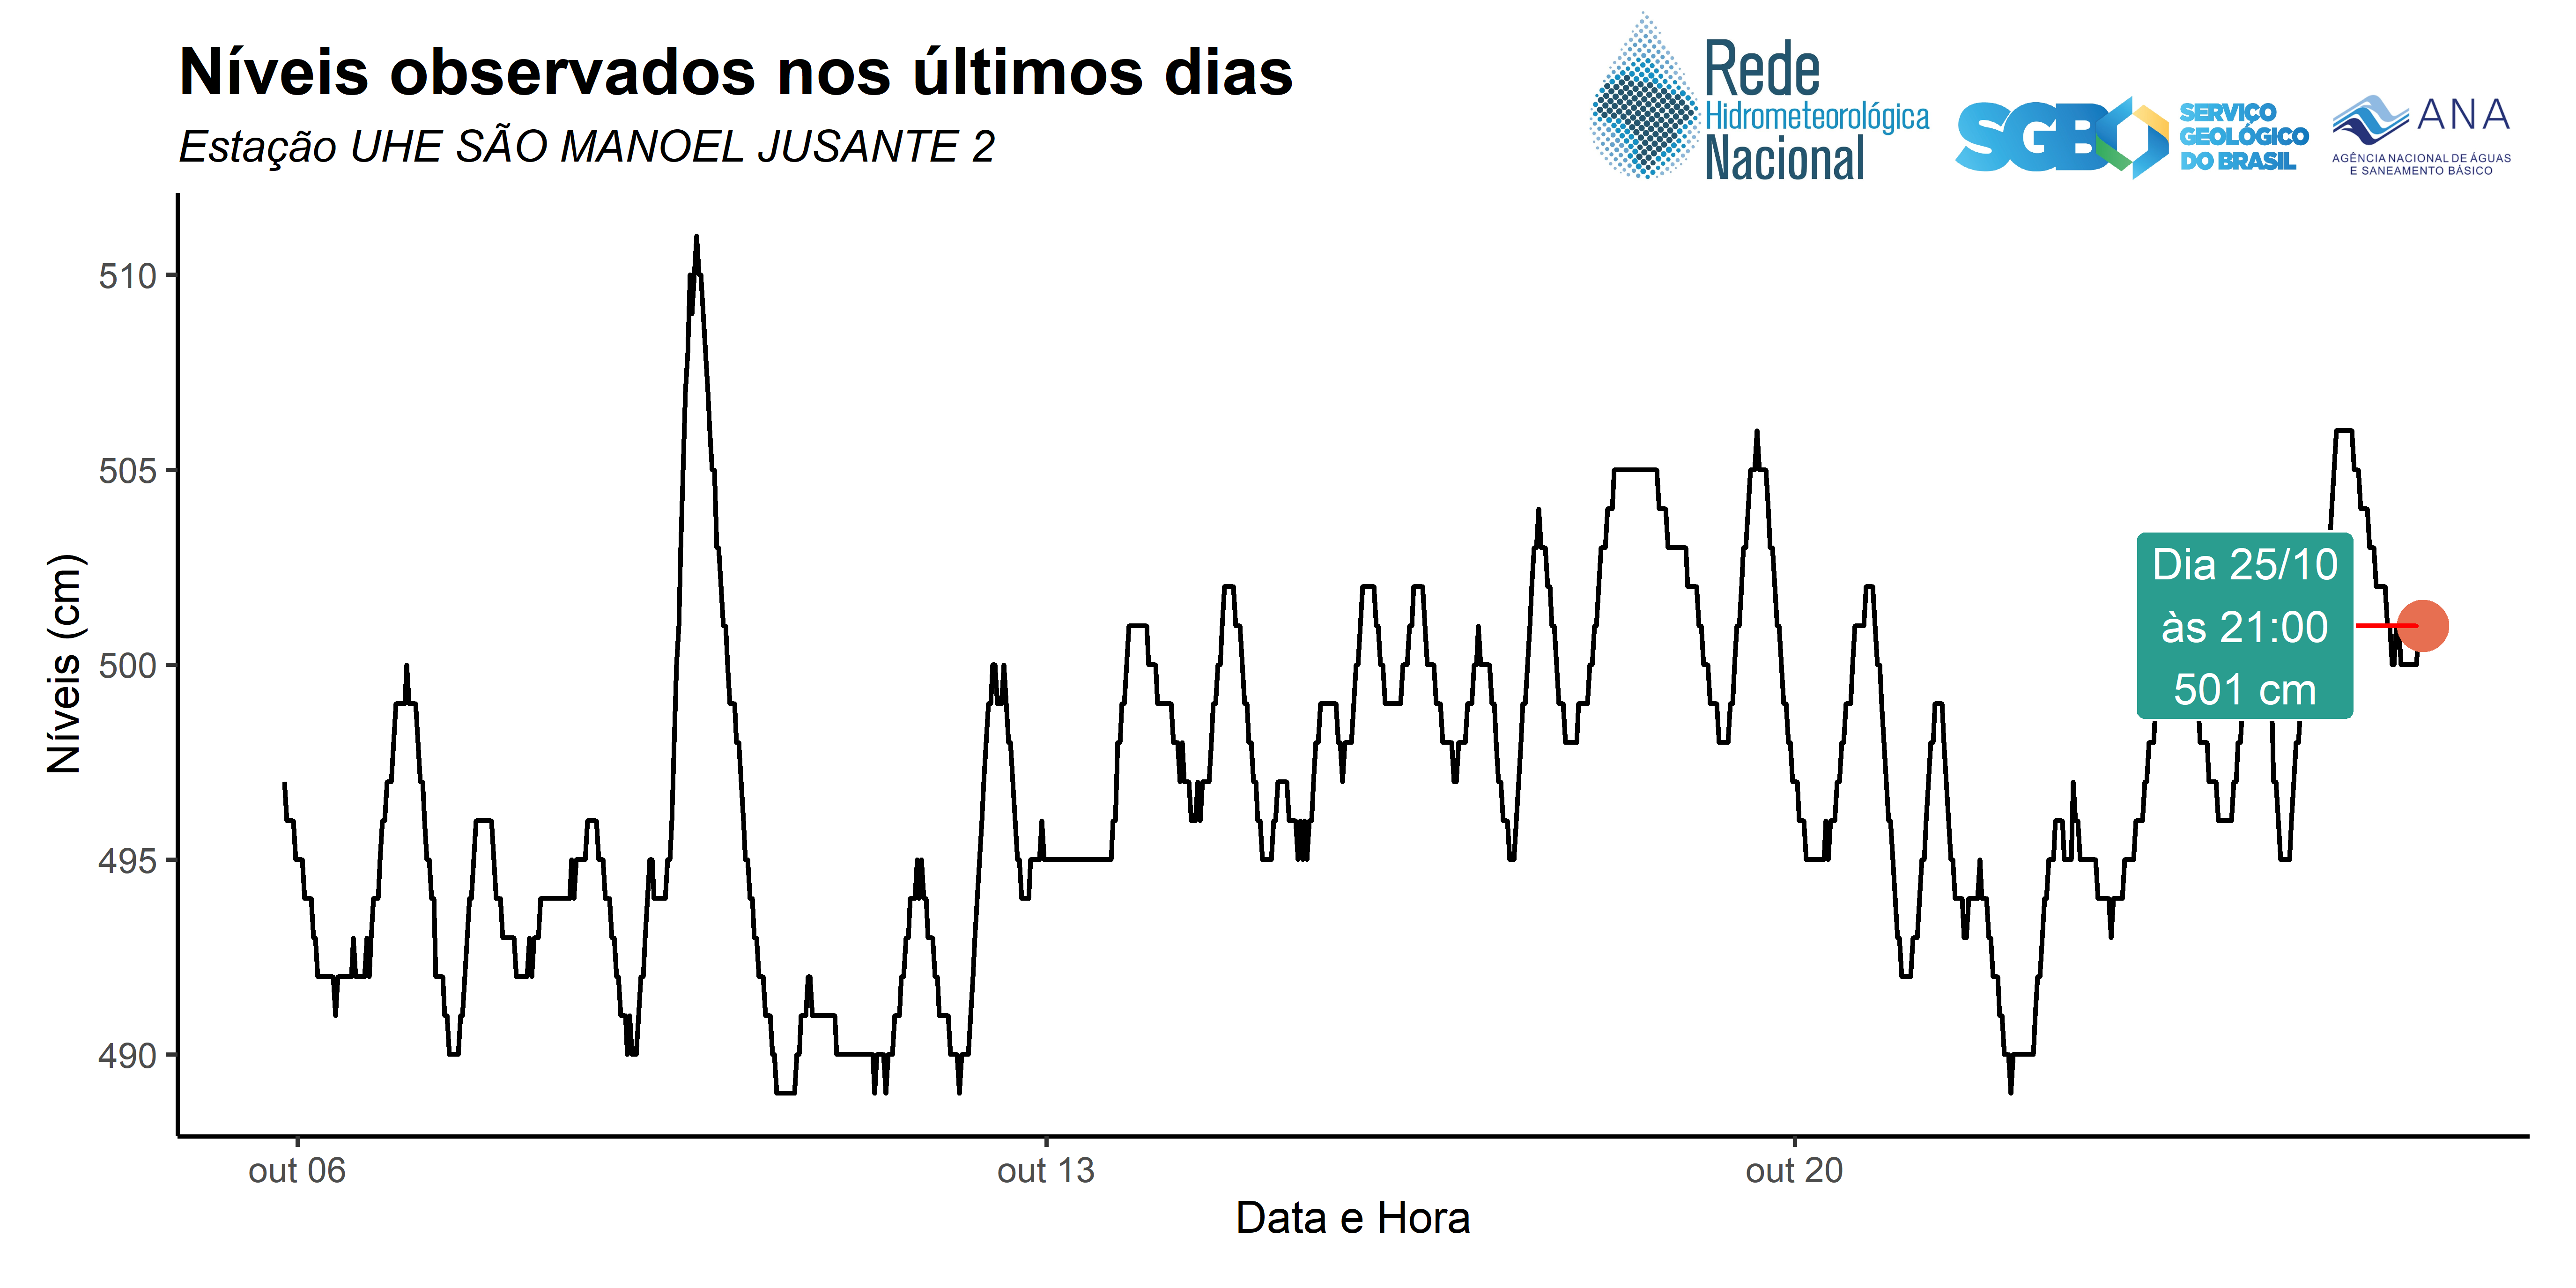 Níveis observados nos últimos dias
Estação UHE SÃO MANOEL JUSANTE 2
Rede
Hidrometeorológica
Nacional
SGB
SERVIÇO
GEOLÓGICO
DO BRASIL
ANA
AGÊNCIA NACIONAL DE ÁGUAS
E SANEAMENTO BÁSICO
Níveis (cm)
510
505
500
495
490
Dia 25/10
às 21:00
501 cm
out 06
out 13
out 20
Data e Hora